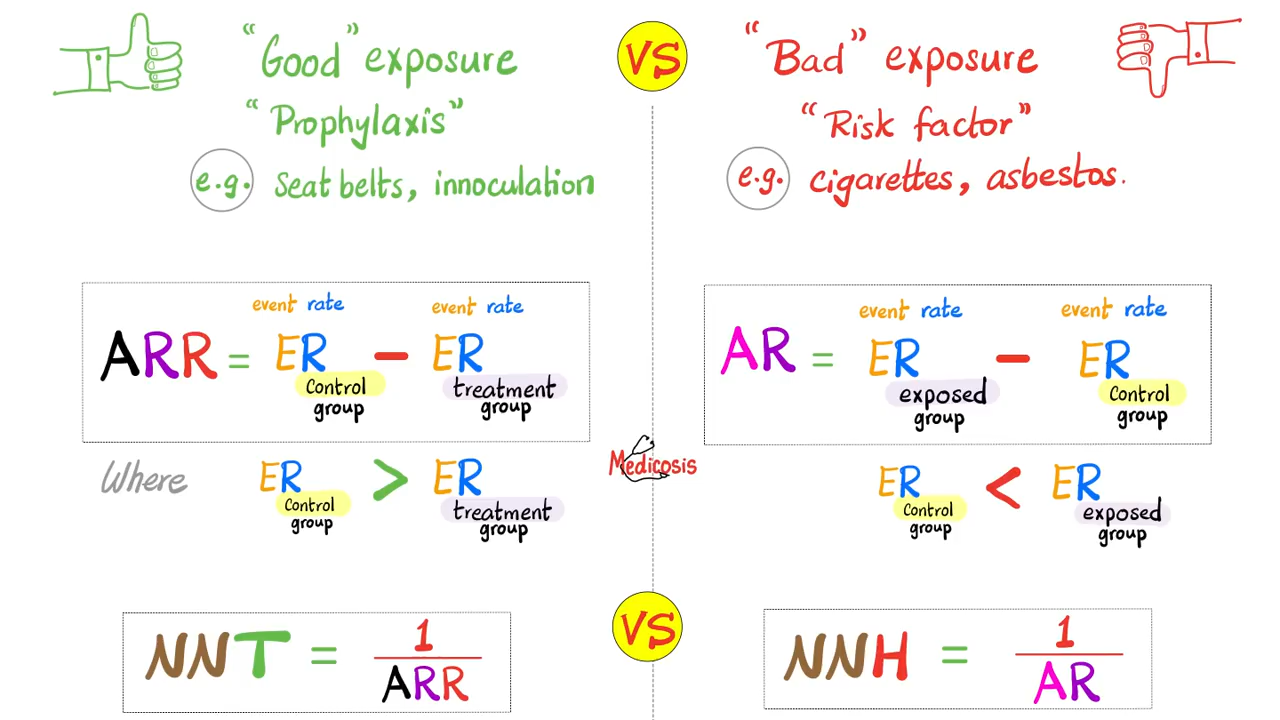 "Good" exposure
"Prophylaxis"
e.g. Seat belts, innoculation
VS
"Bad" exposure
"Risk factor"
e.g. cigarettes, asbestos.
event rate event rate
ARR = ER − ER
Control group treatment group
Where ER > ER
Control group treatment group
event rate event rate
AR = ER − ER
exposed group Control group
ER < ER
Control group exposed group
Medicosis
NNT = 1
ARR
VS
NNH = 1
AR